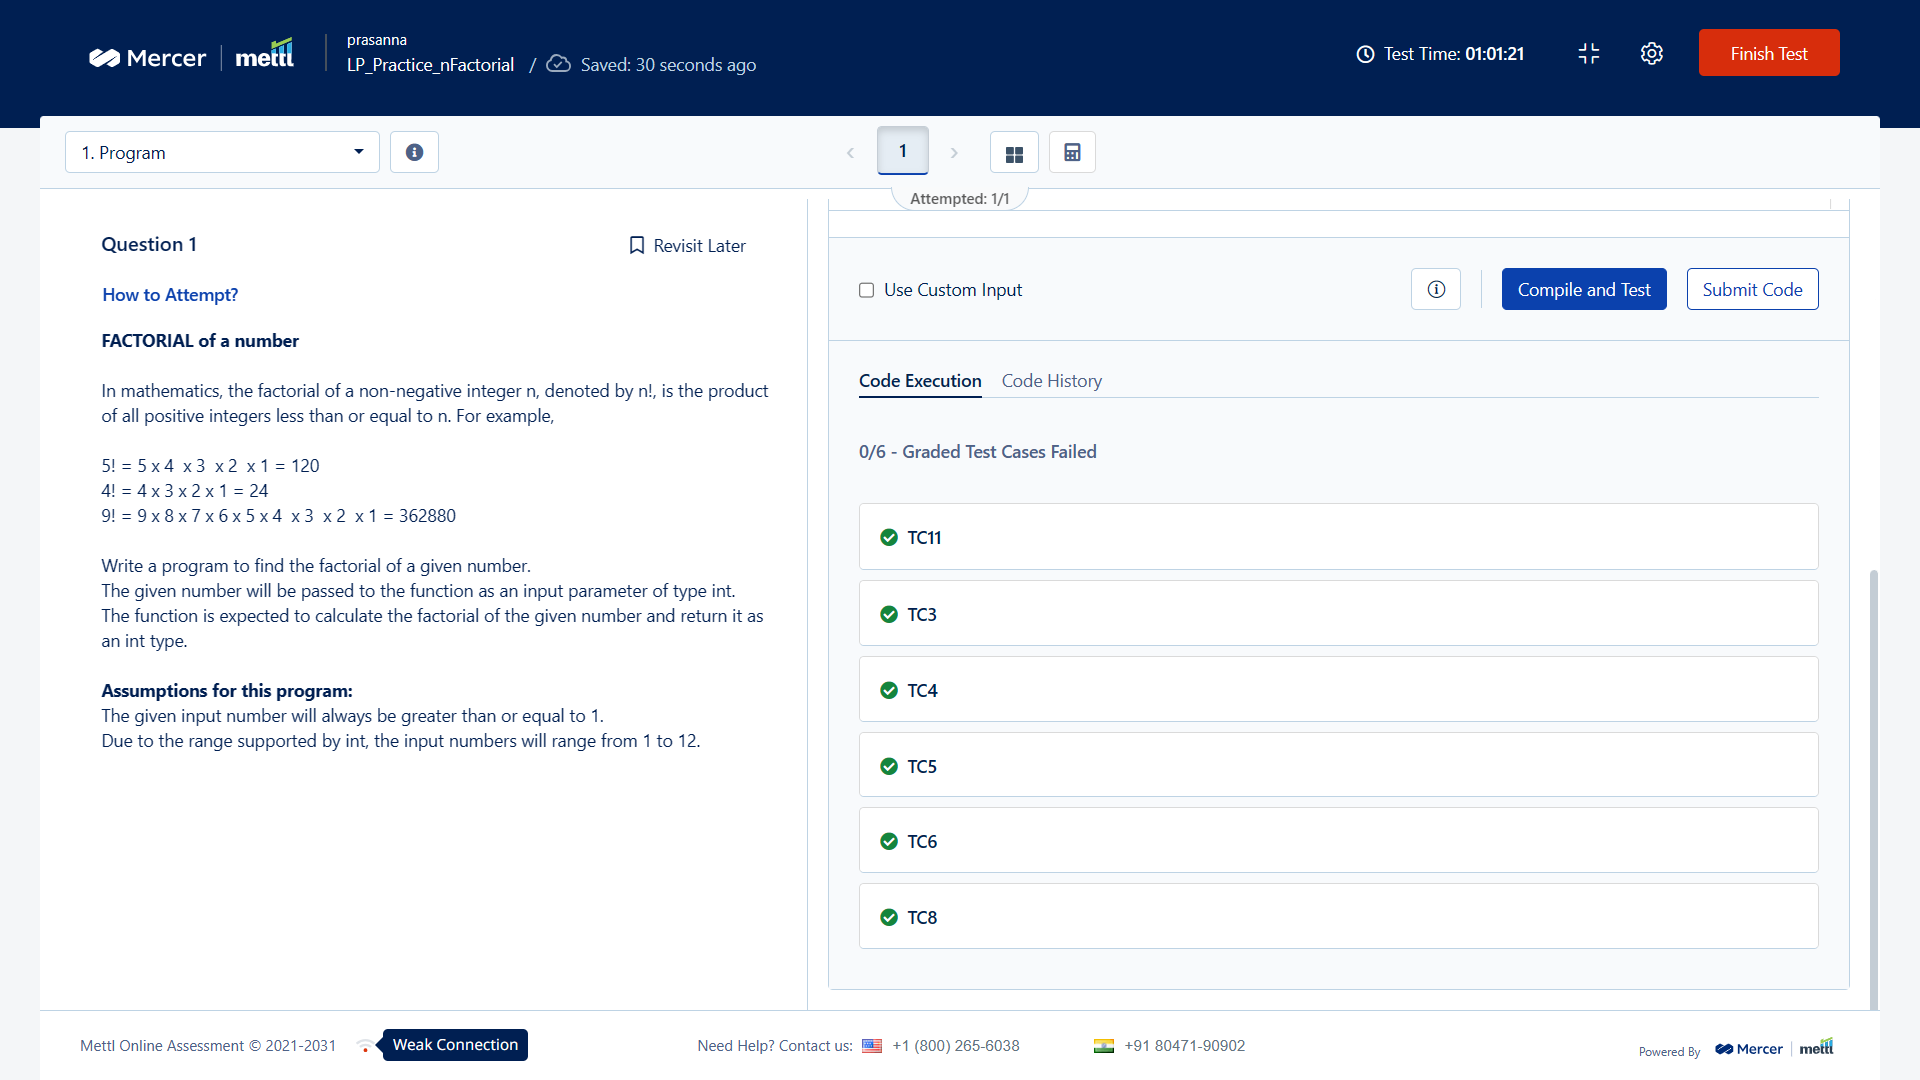 Mercer mettl
prasanna
LP_Practice_nFactorial / Saved: 30 seconds ago
Test Time: 01:01:21
Finish Test
1. Program
1
Attempted: 1/1
Question 1
Revisit Later
How to Attempt?
FACTORIAL of a number
In mathematics, the factorial of a non-negative integer n, denoted by n!, is the product
of all positive integers less than or equal to n. For example,
5! = 5 x 4 x 3 x 2 x 1 = 120
4! = 4 x 3 x 2 x 1 = 24
9! = 9 x 8 x 7 x 6 x 5 x 4 x 3 x 2 x 1 = 362880
Write a program to find the factorial of a given number.
The given number will be passed to the function as an input parameter of type int.
The function is expected to calculate the factorial of the given number and return it as
an int type.
Assumptions for this program:
The given input number will always be greater than or equal to 1.
Due to the range supported by int, the input numbers will range from 1 to 12.
Use Custom Input
Compile and Test
Submit Code
Code Execution
Code History
0/6 - Graded Test Cases Failed
TC11
TC3
TC4
TC5
TC6
TC8
Mettl Online Assessment © 2021-2031
Weak Connection
Need Help? Contact us: +1 (800) 265-6038
+91 80471-90902
Powered By Mercer mettl